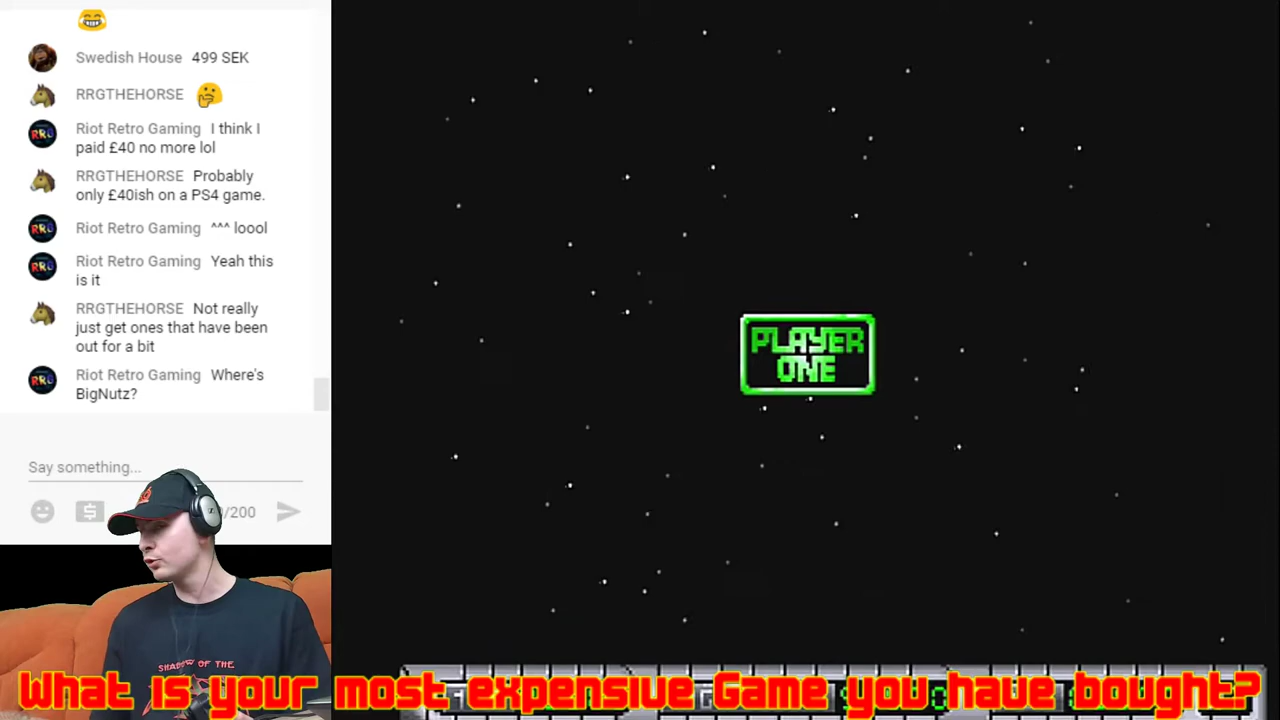 Swedish House 499 SEK
RRGTHEHORSE
Riot Retro Gaming I think I
paid £40 no more lol
RRGTHEHORSE Probably
only £40ish on a PS4 game.
Riot Retro Gaming ^^^ loool
Riot Retro Gaming Yeah this
is it
RRGTHEHORSE Not really
just get ones that have been
out for a bit
Riot Retro Gaming Where's
BigNutz?
Say something...
/200
PLAYER
ONE
SHADOW OF THE
What is your most expensive Game you have bought?